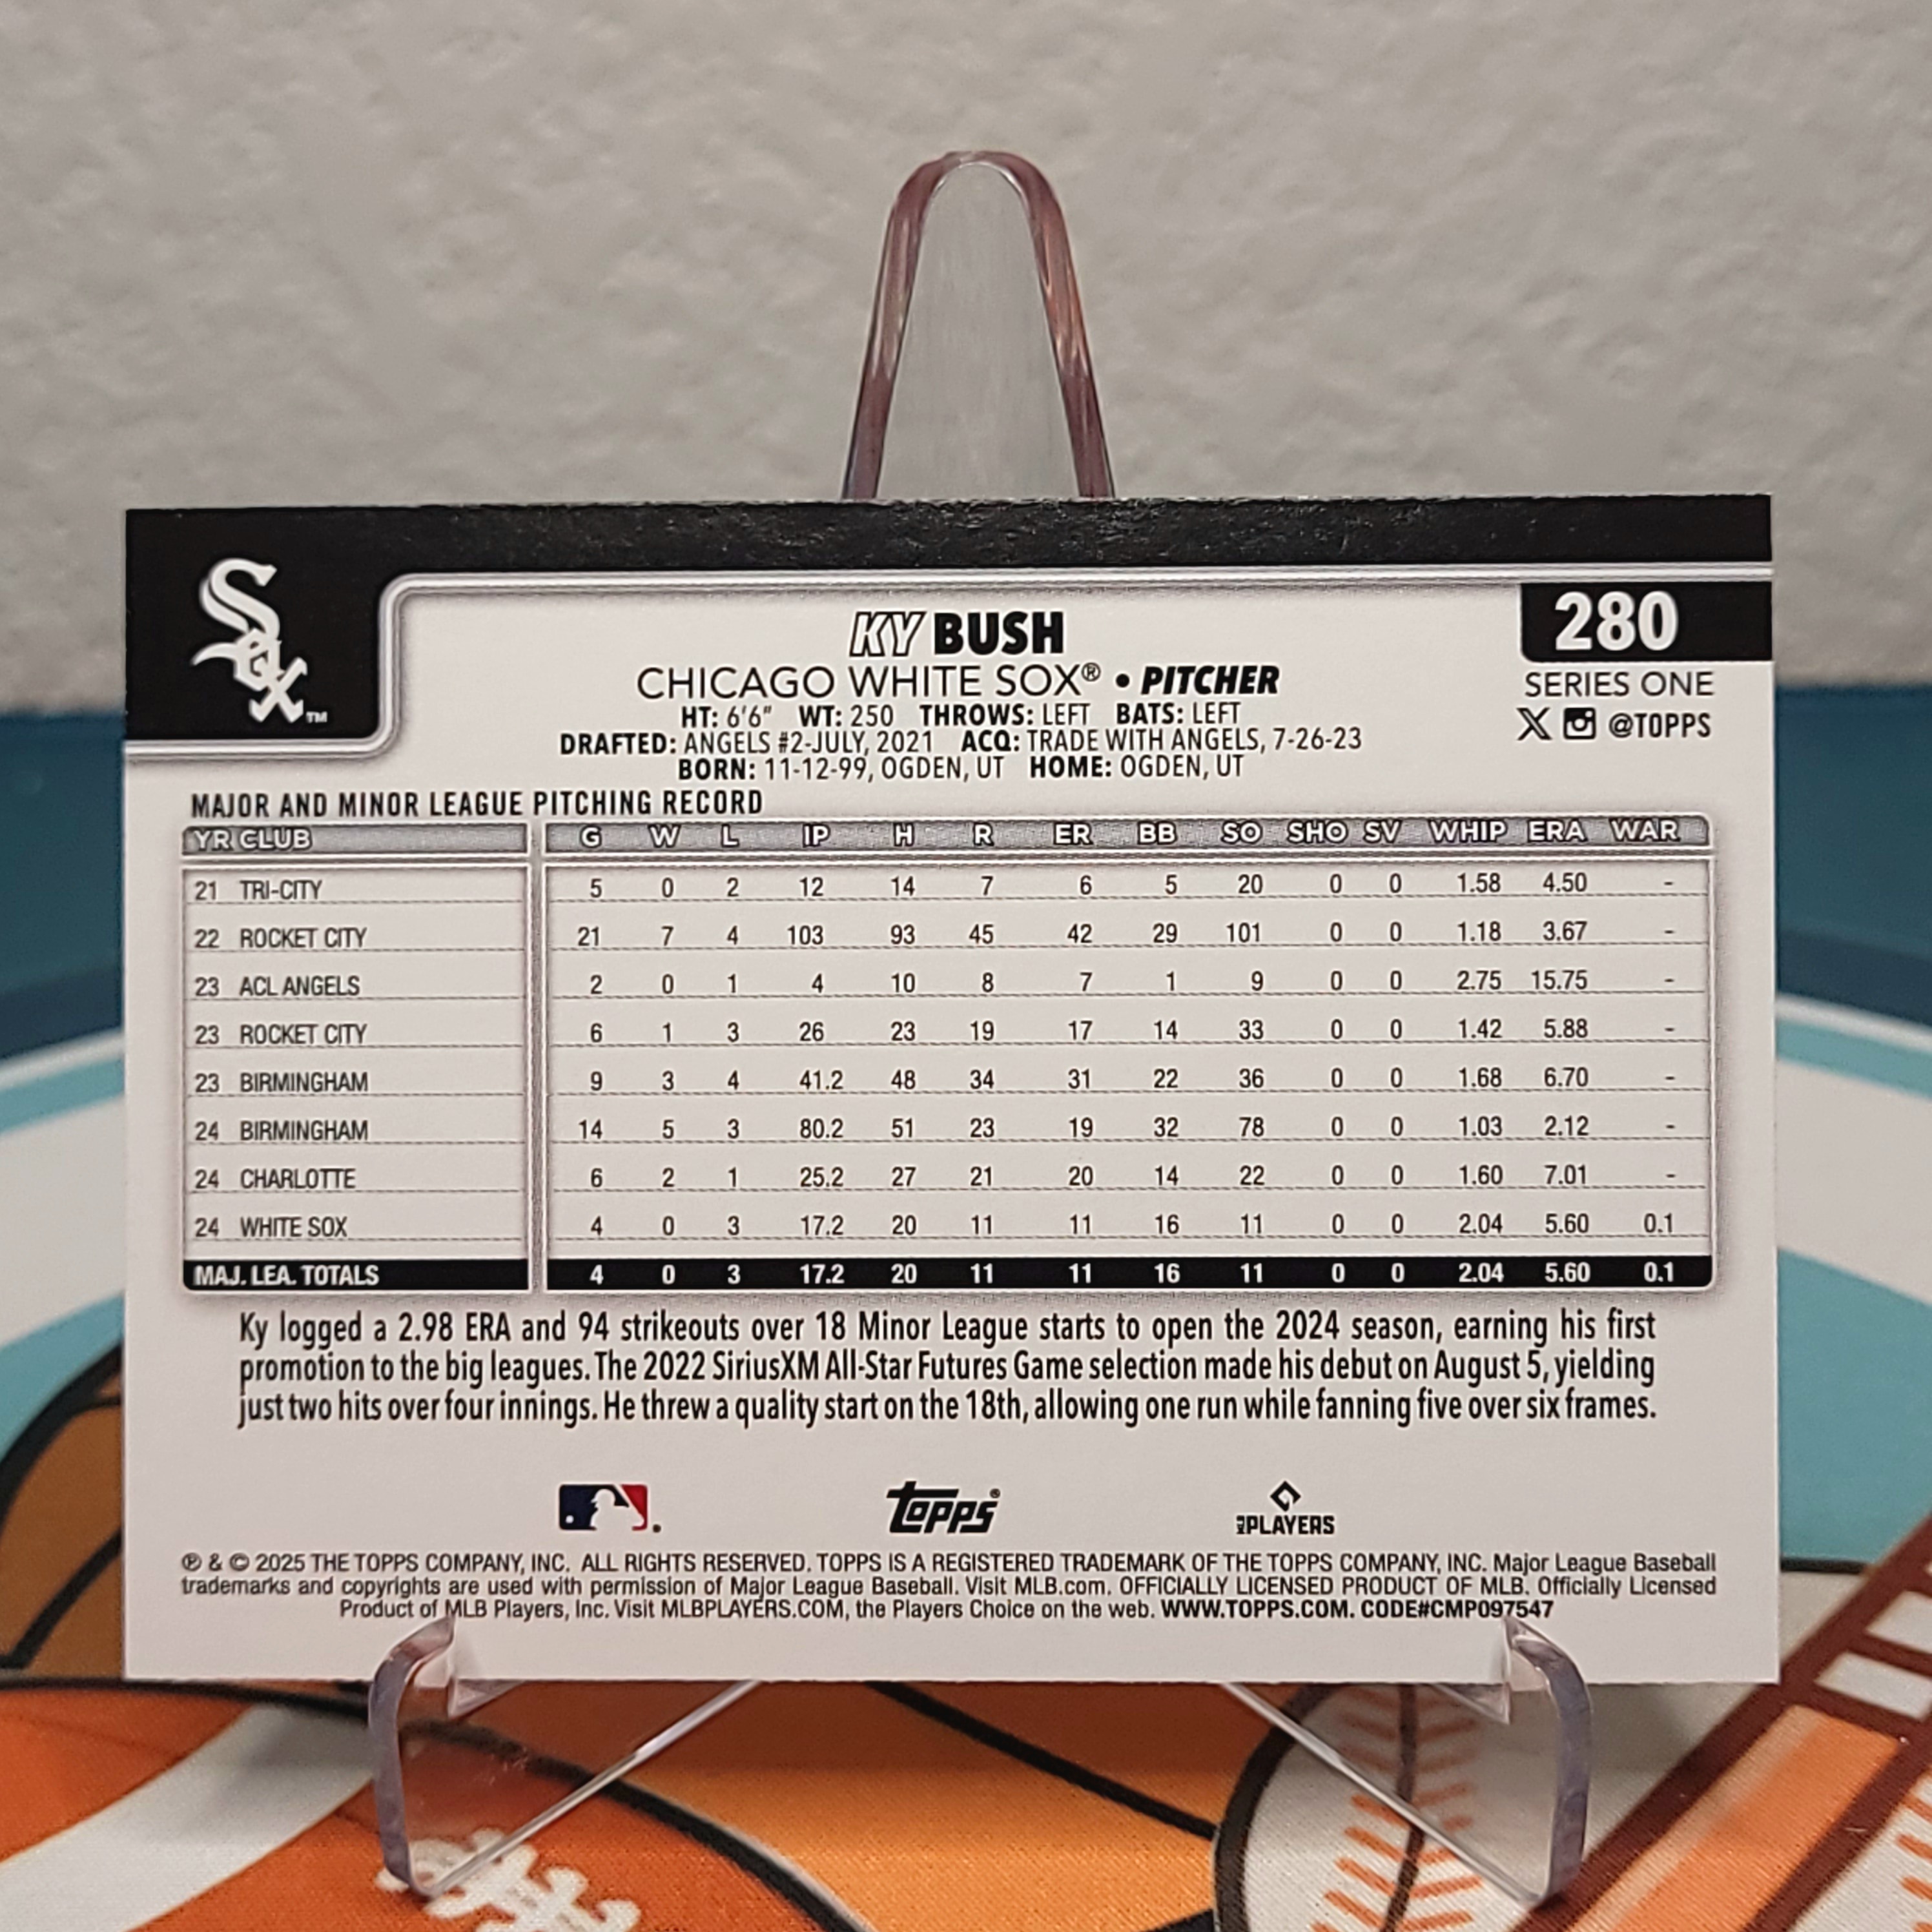 Sox™
280
KY BUSH
CHICAGO WHITE SOX® • PITCHER
SERIES ONE
HT: 6'6" WT: 250 THROWS: LEFT BATS: LEFT
@TOPPS
DRAFTED: ANGELS #2-JULY, 2021 ACQ: TRADE WITH ANGELS, 7-26-23
BORN: 11-12-99, OGDEN, UT HOME: OGDEN, UT
MAJOR AND MINOR LEAGUE PITCHING RECORD
YR CLUB G W L IP H R ER BB SO SHO SV WHIP ERA WAR
21 TRI-CITY 5 0 2 12 14 7 6 5 20 0 0 1.58 4.50 -
22 ROCKET CITY 21 7 4 103 93 45 42 29 101 0 0 1.18 3.67 -
23 ACL ANGELS 2 0 1 4 10 8 7 1 9 0 0 2.75 15.75 -
23 ROCKET CITY 6 1 3 26 23 19 17 14 33 0 0 1.42 5.88 -
23 BIRMINGHAM 9 3 4 41.2 48 34 31 22 36 0 0 1.68 6.70 -
24 BIRMINGHAM 14 5 3 80.2 51 23 19 32 78 0 0 1.03 2.12 -
24 CHARLOTTE 6 2 1 25.2 27 21 20 14 22 0 0 1.60 7.01 -
24 WHITE SOX 4 0 3 17.2 20 11 11 16 11 0 0 2.04 5.60 0.1
MAJ. LEA. TOTALS 4 0 3 17.2 20 11 11 16 11 0 0 2.04 5.60 0.1
Ky logged a 2.98 ERA and 94 strikeouts over 18 Minor League starts to open the 2024 season, earning his first
promotion to the big leagues. The 2022 SiriusXM All-Star Futures Game selection made his debut on August 5, yielding
just two hits over four innings. He threw a quality start on the 18th, allowing one run while fanning five over six frames.
topps®
PLAYERS
® & © 2025 THE TOPPS COMPANY, INC. ALL RIGHTS RESERVED. TOPPS IS A REGISTERED TRADEMARK OF THE TOPPS COMPANY, INC. Major League Baseball
trademarks and copyrights are used with permission of Major League Baseball. Visit MLB.com. OFFICIALLY LICENSED PRODUCT OF MLB. Officially Licensed
Product of MLB Players, Inc. Visit MLBPLAYERS.COM, the Players Choice on the web. WWW.TOPPS.COM. CODE#CMP097547